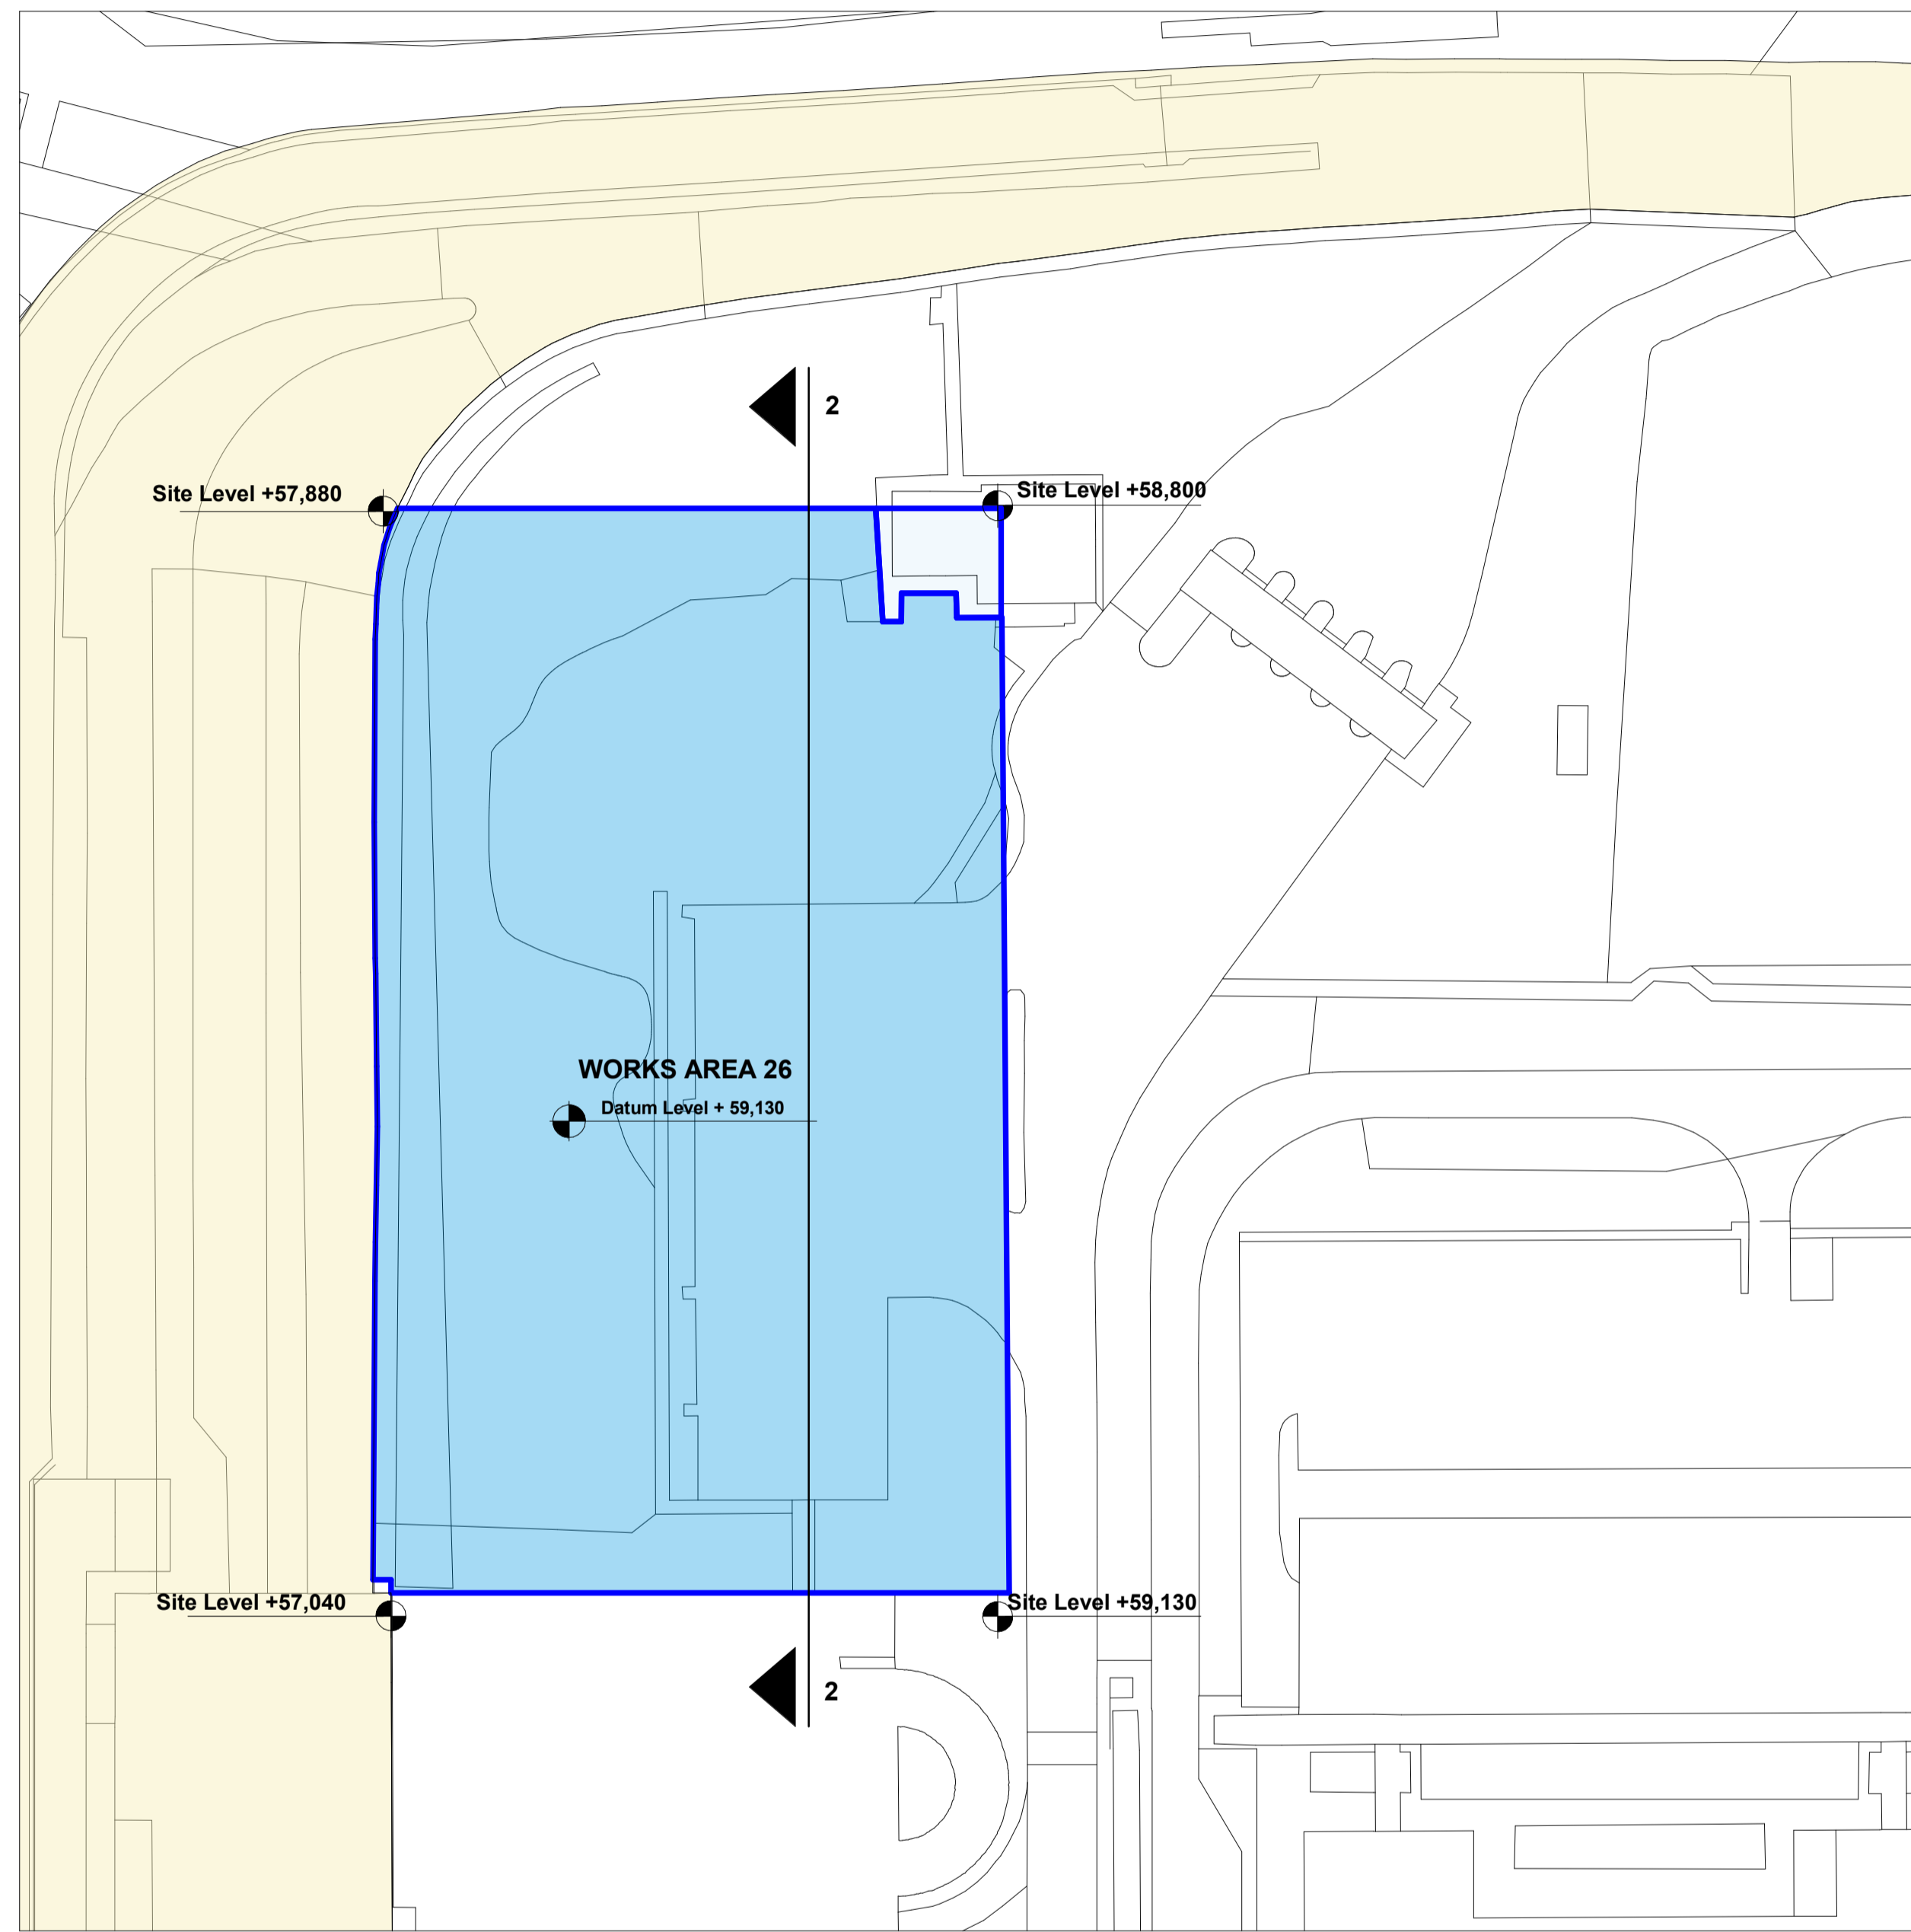 2
Site Level +57,880
Site Level +58,800
WORKS AREA 26
Datum Level + 59,130
Site Level +57,040
Site Level +59,130
2